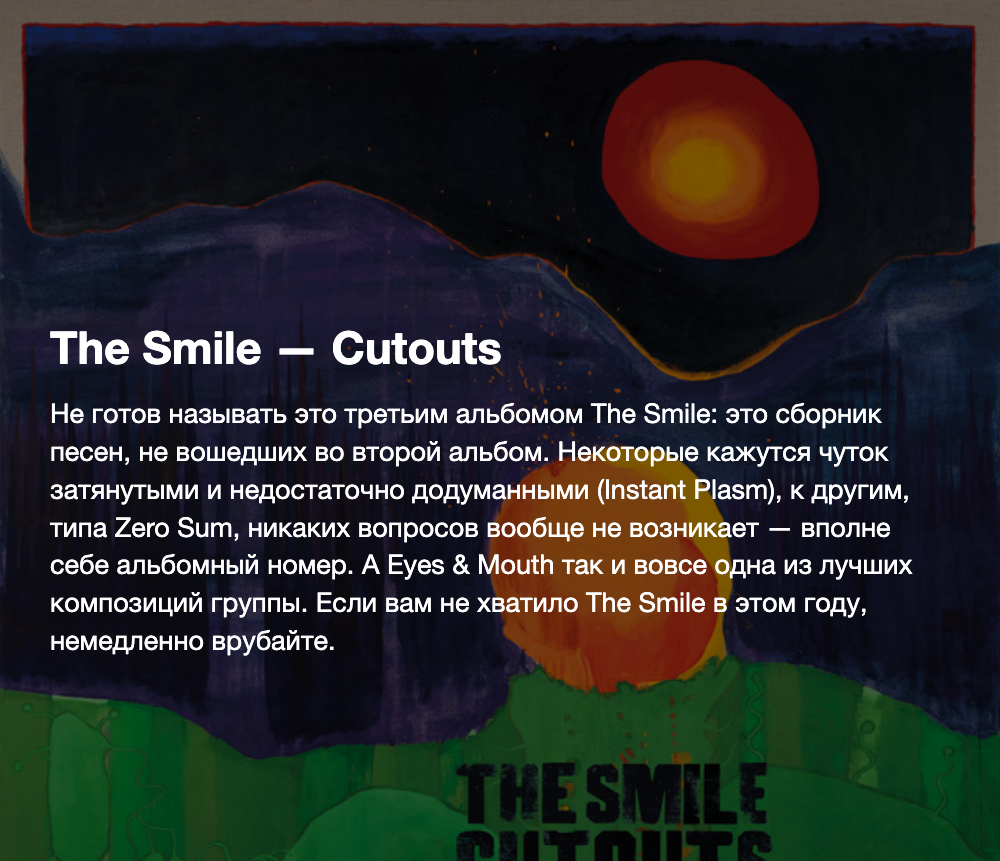 The Smile — Cutouts
Не готов называть это третьим альбомом The Smile: это сборник
песен, не вошедших во второй альбом. Некоторые кажутся чуток
затянутыми и недостаточно додуманными (Instant Plasm), к другим,
типа Zero Sum, никаких вопросов вообще не возникает — вполне
себе альбомный номер. А Eyes & Mouth так и вовсе одна из лучших
композиций группы. Если вам не хватило The Smile в этом году,
немедленно врубайте.
THE SMILE
CUTOUTS